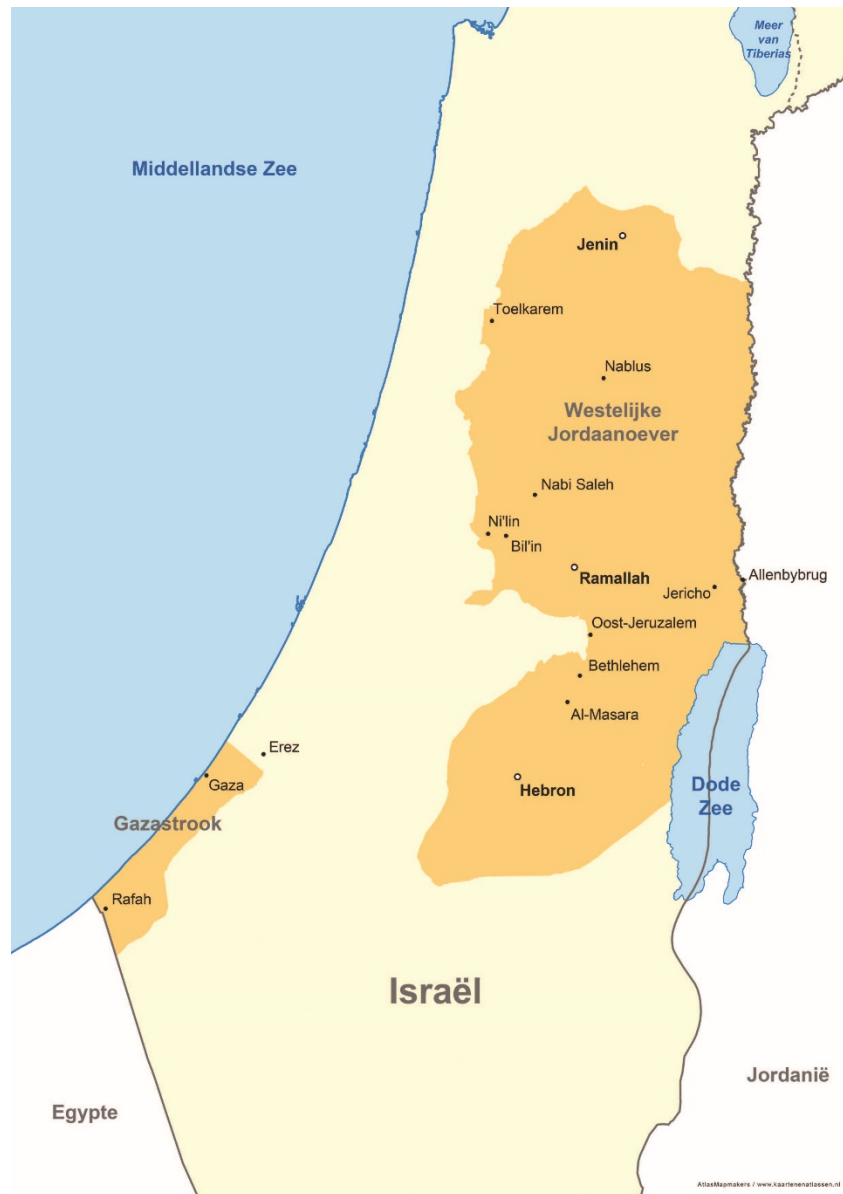 Meer
van
Tiberias
Middellandse Zee
Jenin
Toelkarem
Nablus
Westelijke
Jordaanoever
Nabi Saleh
Ni'lin
Bil'in
Ramallah
Allenbybrug
Jericho
Oost-Jeruzalem
Bethlehem
Al-Masara
Erez
Gaza
Hebron
Dode
Zee
Gazastrook
Rafah
Israël
Jordanië
Egypte
AtlasMapmakers / www.kaartenenatlassen.nl